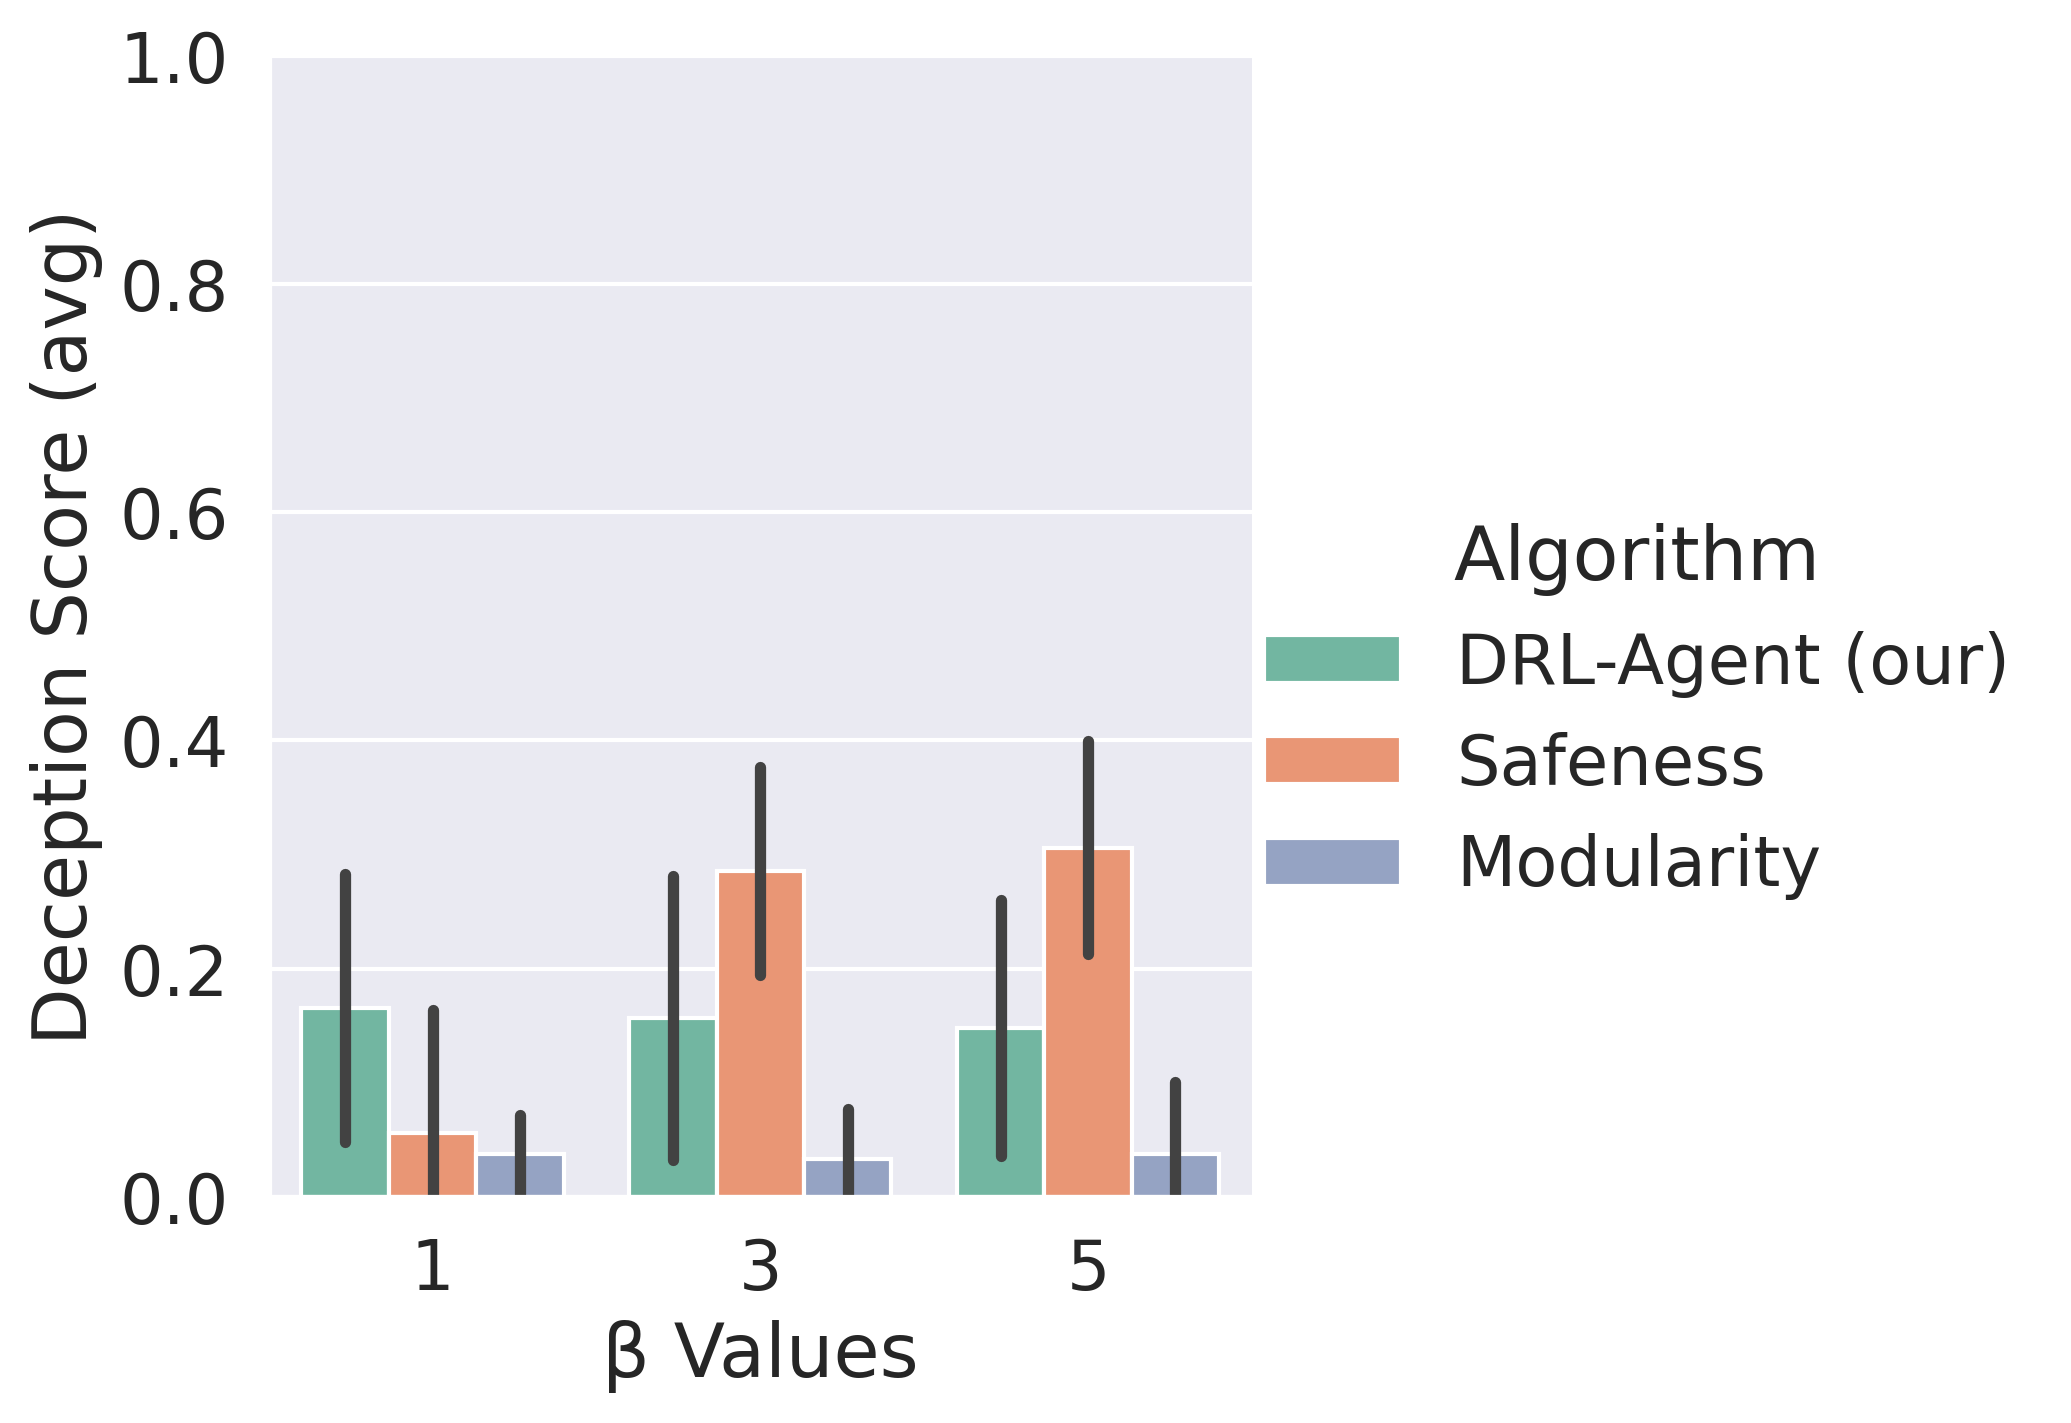 Deception Score (avg)
1.0
0.8
0.6
0.4
0.2
0.0
1 3 5
β Values
Algorithm
DRL-Agent (our)
Safeness
Modularity